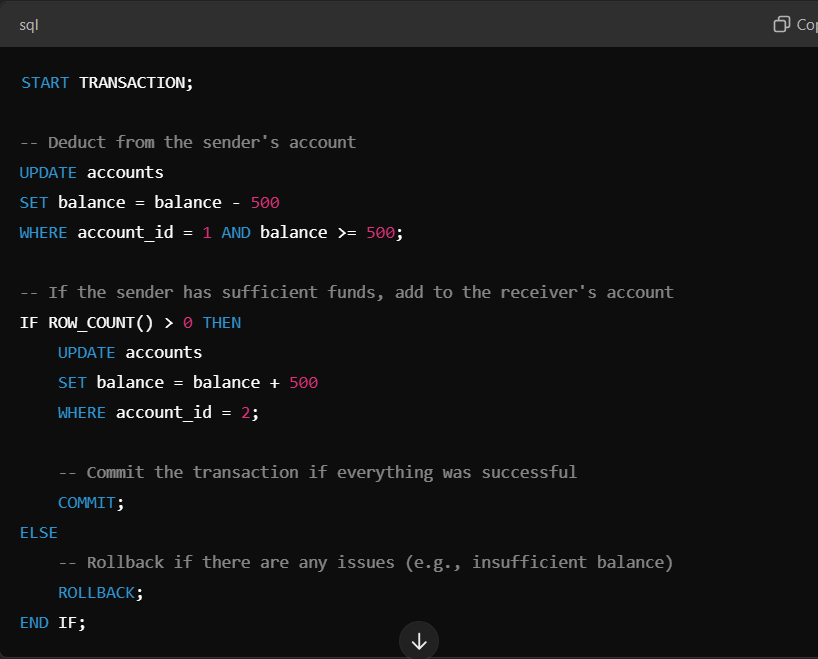 sql
Cop
START TRANSACTION;
-- Deduct from the sender's account
UPDATE accounts
SET balance = balance - 500
WHERE account_id = 1 AND balance >= 500;
-- If the sender has sufficient funds, add to the receiver's account
IF ROW_COUNT() > 0 THEN
    UPDATE accounts
    SET balance = balance + 500
    WHERE account_id = 2;
    -- Commit the transaction if everything was successful
    COMMIT;
ELSE
    -- Rollback if there are any issues (e.g., insufficient balance)
    ROLLBACK;
END IF;